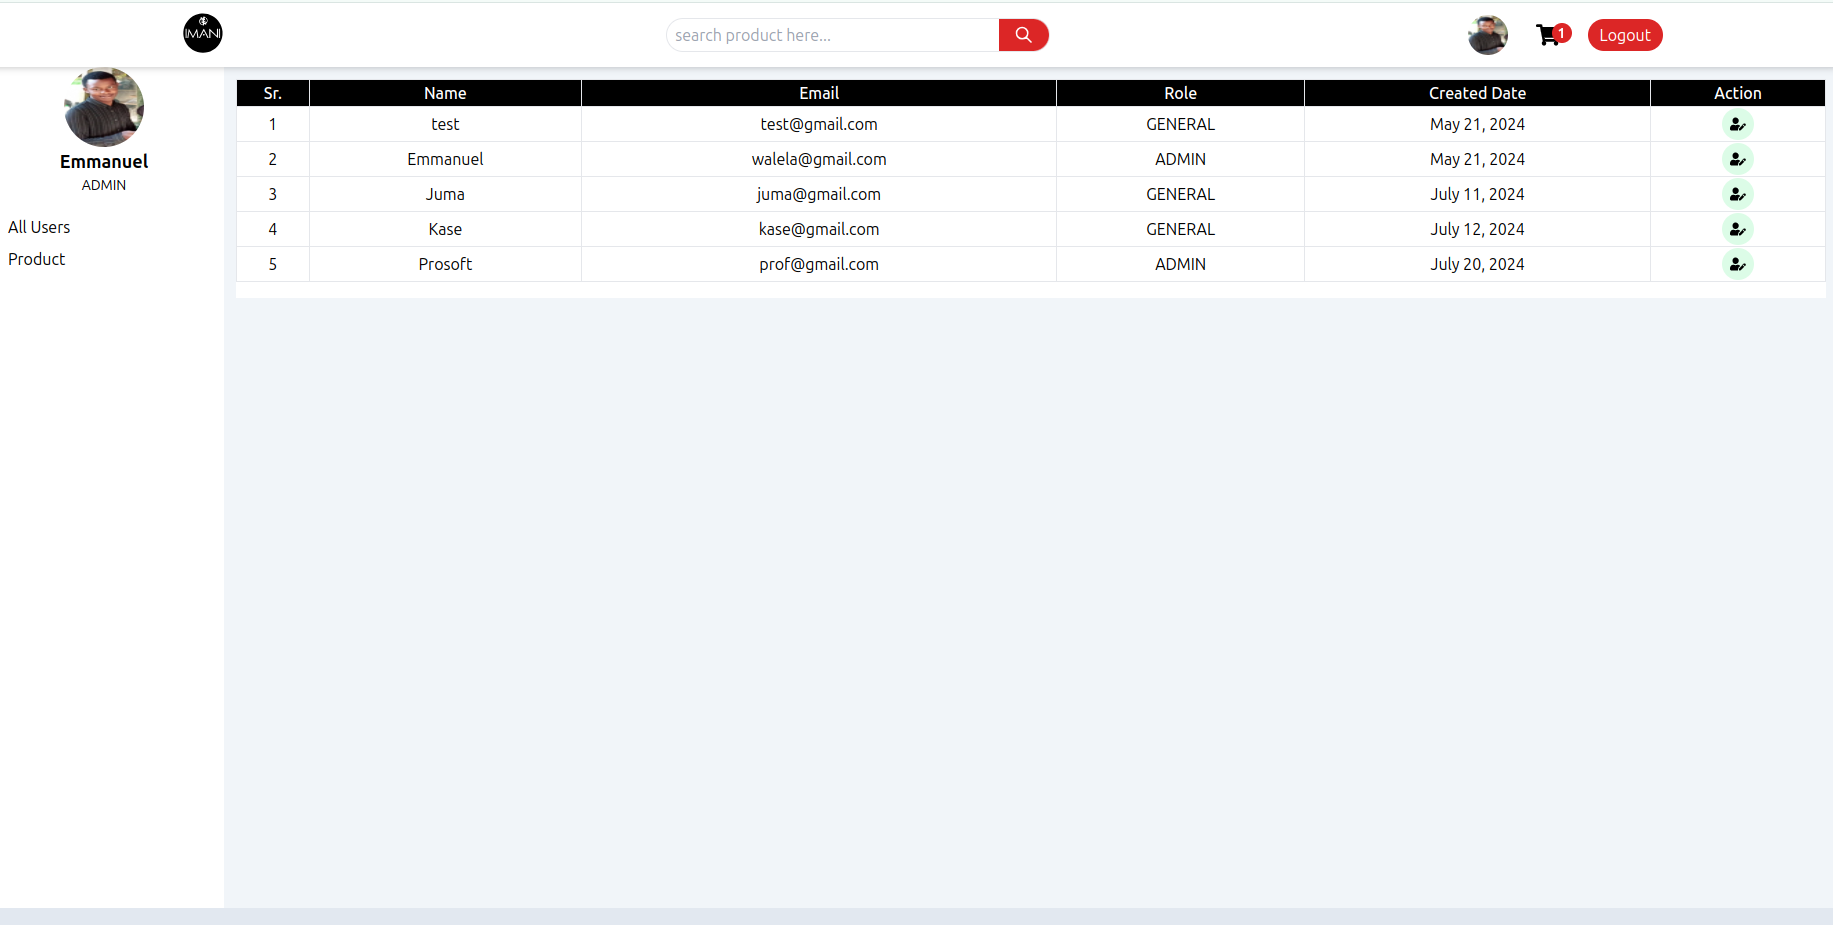 IMANI
search product here...
1
Logout
Emmanuel
ADMIN
All Users
Product
Sr. Name Email Role Created Date Action
1 test test@gmail.com GENERAL May 21, 2024
2 Emmanuel walela@gmail.com ADMIN May 21, 2024
3 Juma juma@gmail.com GENERAL July 11, 2024
4 Kase kase@gmail.com GENERAL July 12, 2024
5 Prosoft prof@gmail.com ADMIN July 20, 2024